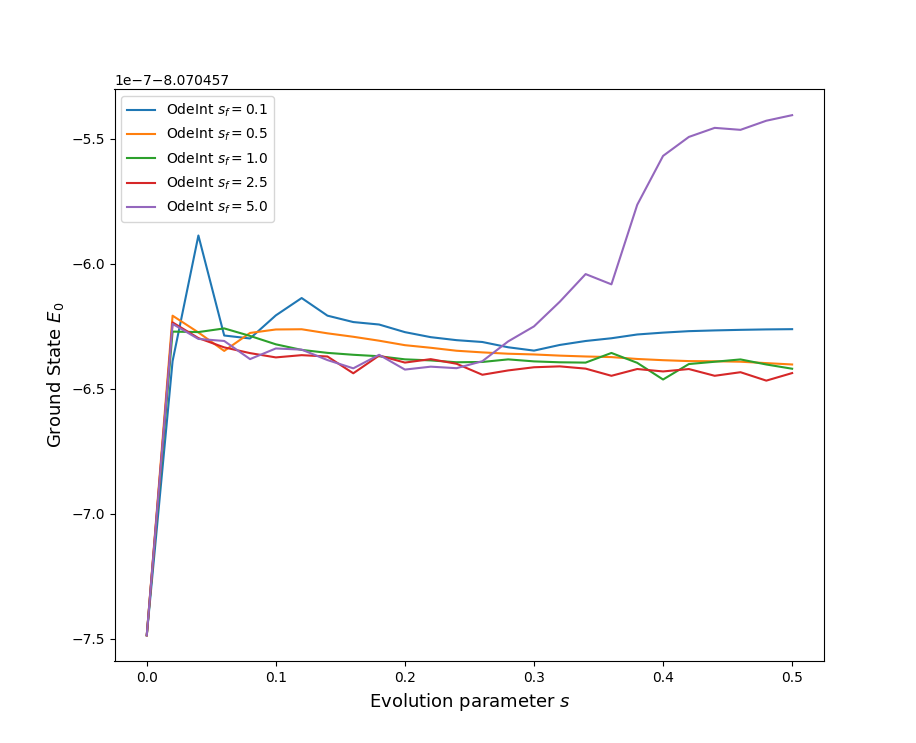 1e−7−8.070457
OdeInt s_f = 0.1
OdeInt s_f = 0.5
OdeInt s_f = 1.0
OdeInt s_f = 2.5
OdeInt s_f = 5.0
Ground State E_0
−5.5
−6.0
−6.5
−7.0
−7.5
0.0 0.1 0.2 0.3 0.4 0.5
Evolution parameter s